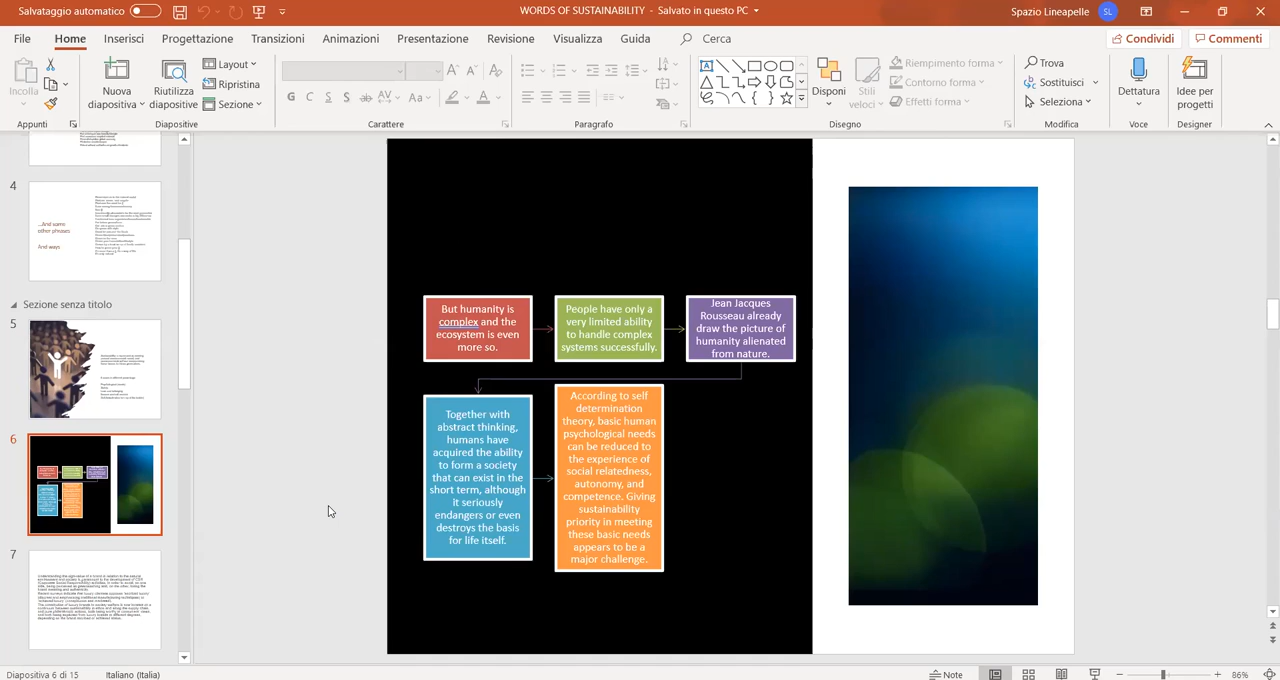 Salvataggio automatico
WORDS OF SUSTAINABILITY - Salvato in questo PC
Spazio Lineapelle
SL
File Home Inserisci Progettazione Transizioni Animazioni Presentazione Revisione Visualizza Guida Cerca
Condividi Commenti
Incolla
Nuova
diapositiva
Riutilizza
diapositive
Layout
Ripristina
Sezione
G C S S ab AV Aa A
Disponi
Stili
veloci
Riempimento forma
Contorno forma
Effetti forma
Trova
Sostituisci
Seleziona
Dettatura
Idee per
progetti
Appunti Diapositive Carattere Paragrafo Disegno Modifica Voce Designer
4
...And some
other phrases
And ways
Sezione senza titolo
5
6
7
But humanity is
complex and the
ecosystem is even
more so.
People have only a
very limited ability
to handle complex
systems successfully.
Jean Jacques
Rousseau already
draw the picture of
humanity alienated
from nature.
Together with
abstract thinking,
humans have
acquired the ability
to form a society
that can exist in the
short term, although
it seriously
endangers or even
destroys the basis
for life itself.
According to self
determination
theory, basic human
psychological needs
can be reduced to
the experience of
social relatedness,
autonomy, and
competence. Giving
sustainability
priority in meeting
these basic needs
appears to be a
major challenge.
Diapositiva 6 di 15
Italiano (Italia)
Note
86%